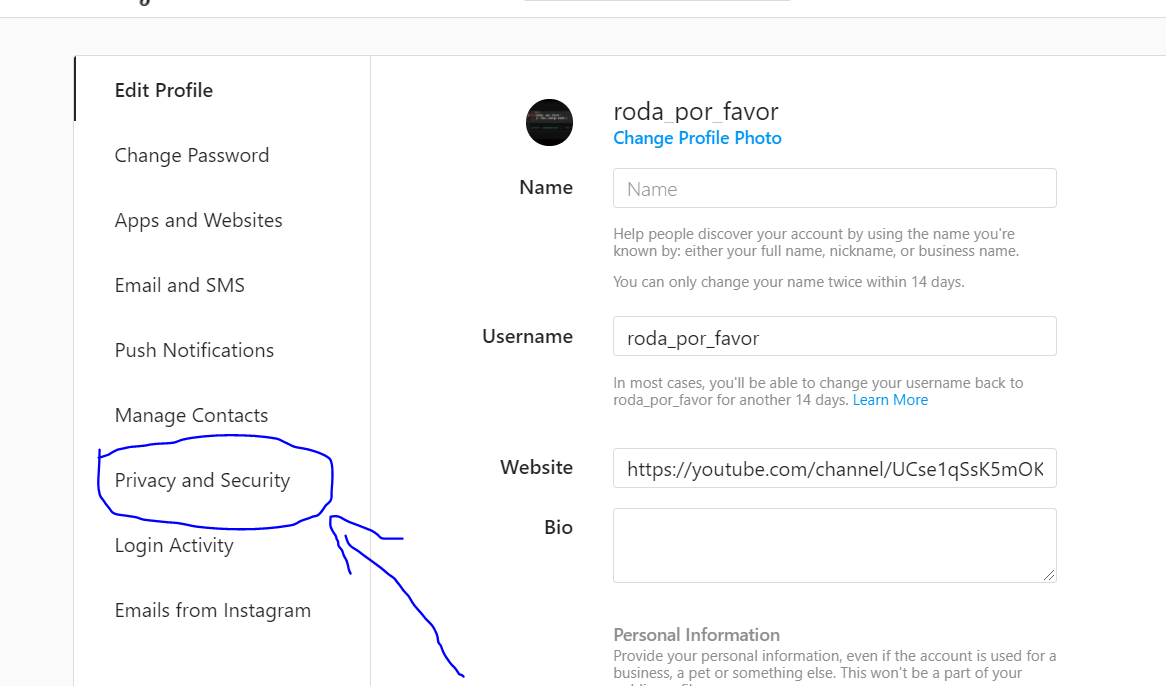 Edit Profile
Change Password
Apps and Websites
Email and SMS
Push Notifications
Manage Contacts
Privacy and Security
Login Activity
Emails from Instagram
roda_por_favor
Change Profile Photo
Name
Name
Help people discover your account by using the name you're
known by: either your full name, nickname, or business name.
You can only change your name twice within 14 days.
Username
roda_por_favor
In most cases, you'll be able to change your username back to
roda_por_favor for another 14 days. Learn More
Website
https://youtube.com/channel/UCse1qSsK5mOK
Bio
Personal Information
Provide your personal information, even if the account is used for a
business, a pet or something else. This won't be a part of your